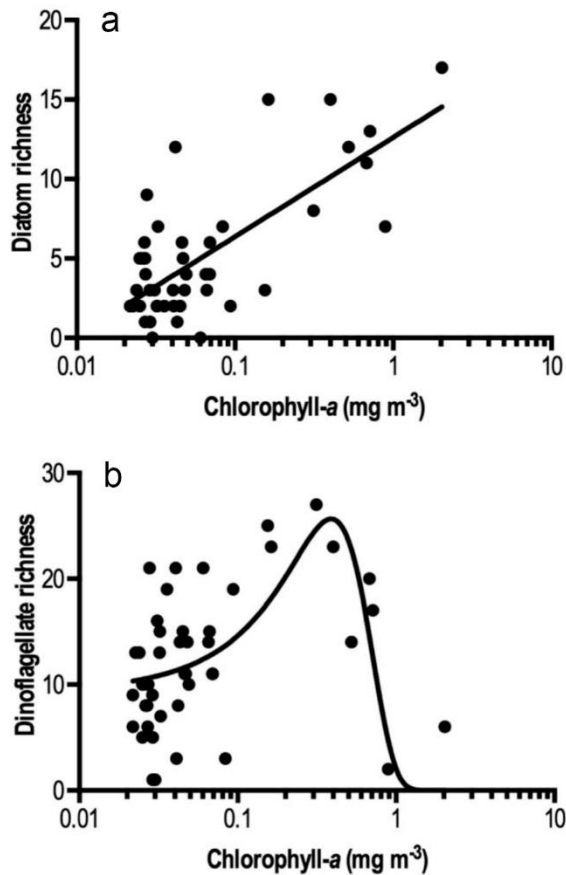 a
20
15
10
5
0
Diatom richness
0.01 0.1 1 10
Chlorophyll-a (mg m-3)
b
30
20
10
0
Dinoflagellate richness
0.01 0.1 1 10
Chlorophyll-a (mg m-3)